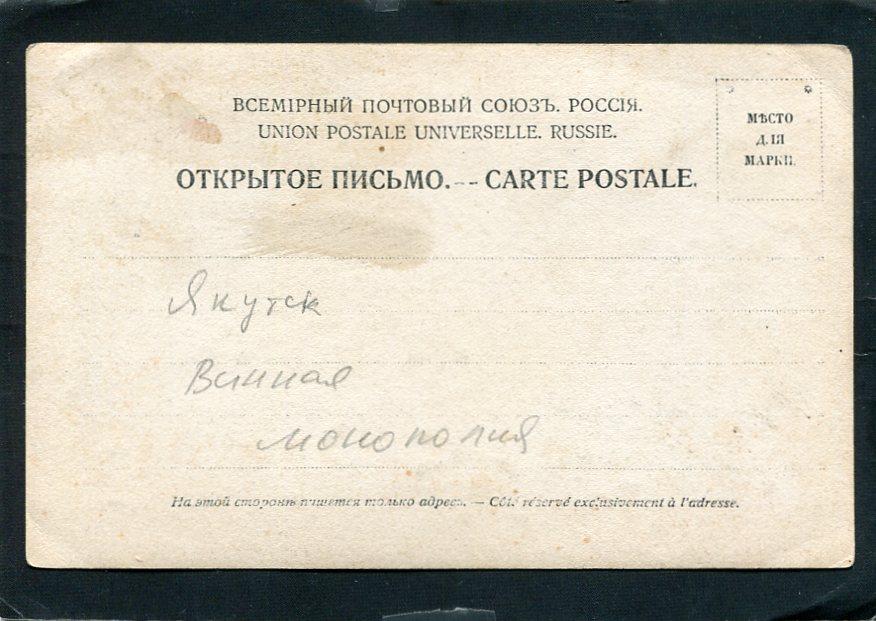 ВСЕМІРНЫЙ ПОЧТОВЫЙ СОЮЗЪ. РОССІЯ.
UNION POSTALE UNIVERSELLE. RUSSIE.
ОТКРЫТОЕ ПИСЬМО. -- CARTE POSTALE.
МѢСТО
ДЛЯ
МАРКИ.
Якутск
Винная
монополия
На этой сторонѣ пишется только адресъ. — Côté réservé exclusivement à l'adresse.